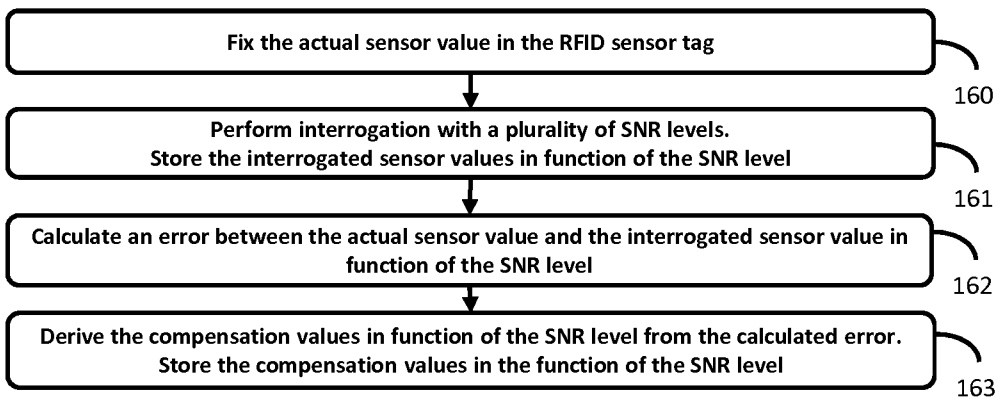 Fix the actual sensor value in the RFID sensor tag
160
Perform interrogation with a plurality of SNR levels.
Store the interrogated sensor values in function of the SNR level
161
Calculate an error between the actual sensor value and the interrogated sensor value in
function of the SNR level
162
Derive the compensation values in function of the SNR level from the calculated error.
Store the compensation values in the function of the SNR level
163